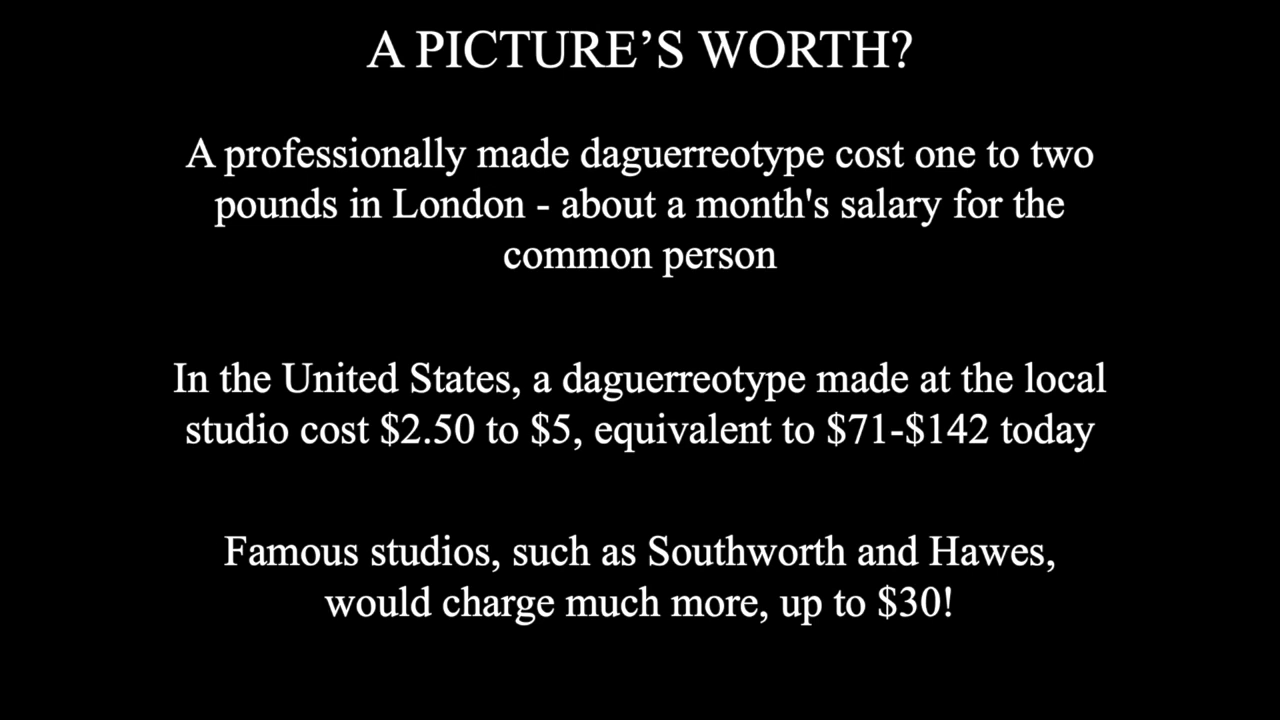 A PICTURE’S WORTH?
A professionally made daguerreotype cost one to two
pounds in London - about a month's salary for the
common person
In the United States, a daguerreotype made at the local
studio cost $2.50 to $5, equivalent to $71-$142 today
Famous studios, such as Southworth and Hawes,
would charge much more, up to $30!